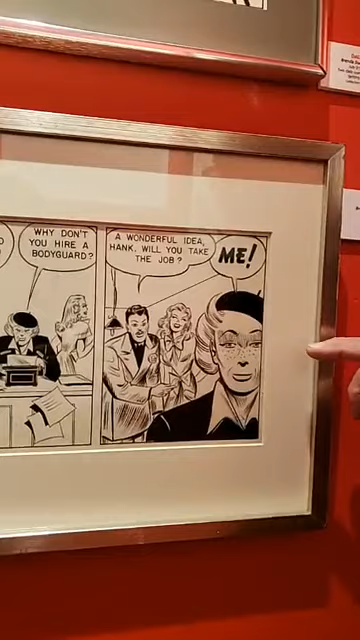 WHY DON'T
YOU HIRE A
BODYGUARD?
A WONDERFUL IDEA,
HANK. WILL YOU TAKE
THE JOB?
ME!